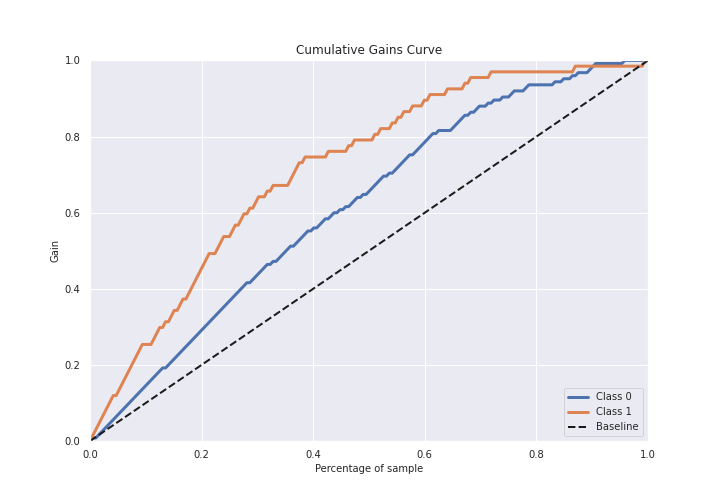 Cumulative Gains Curve
1.0
0.8
0.6
0.4
0.2
0.0
Gain
0.0 0.2 0.4 0.6 0.8 1.0
Percentage of sample
Class 0
Class 1
Baseline